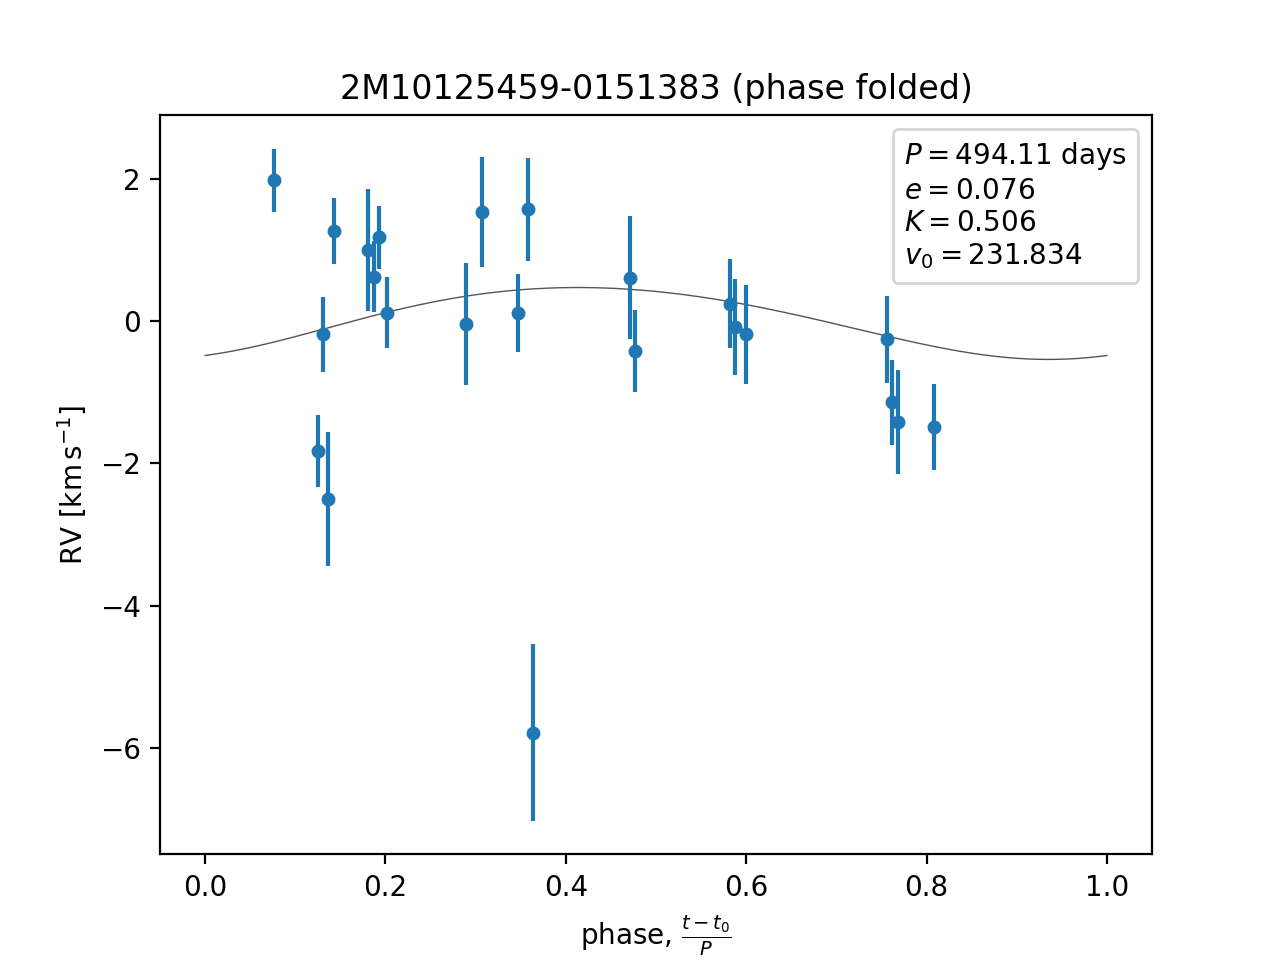 2M10125459-0151383 (phase folded)
P = 494.11 days
e = 0.076
K = 0.506
v₀ = 231.834
RV [km s⁻¹]
2
0
−2
−4
−6
0.0 0.2 0.4 0.6 0.8 1.0
phase, (t − t₀)/P